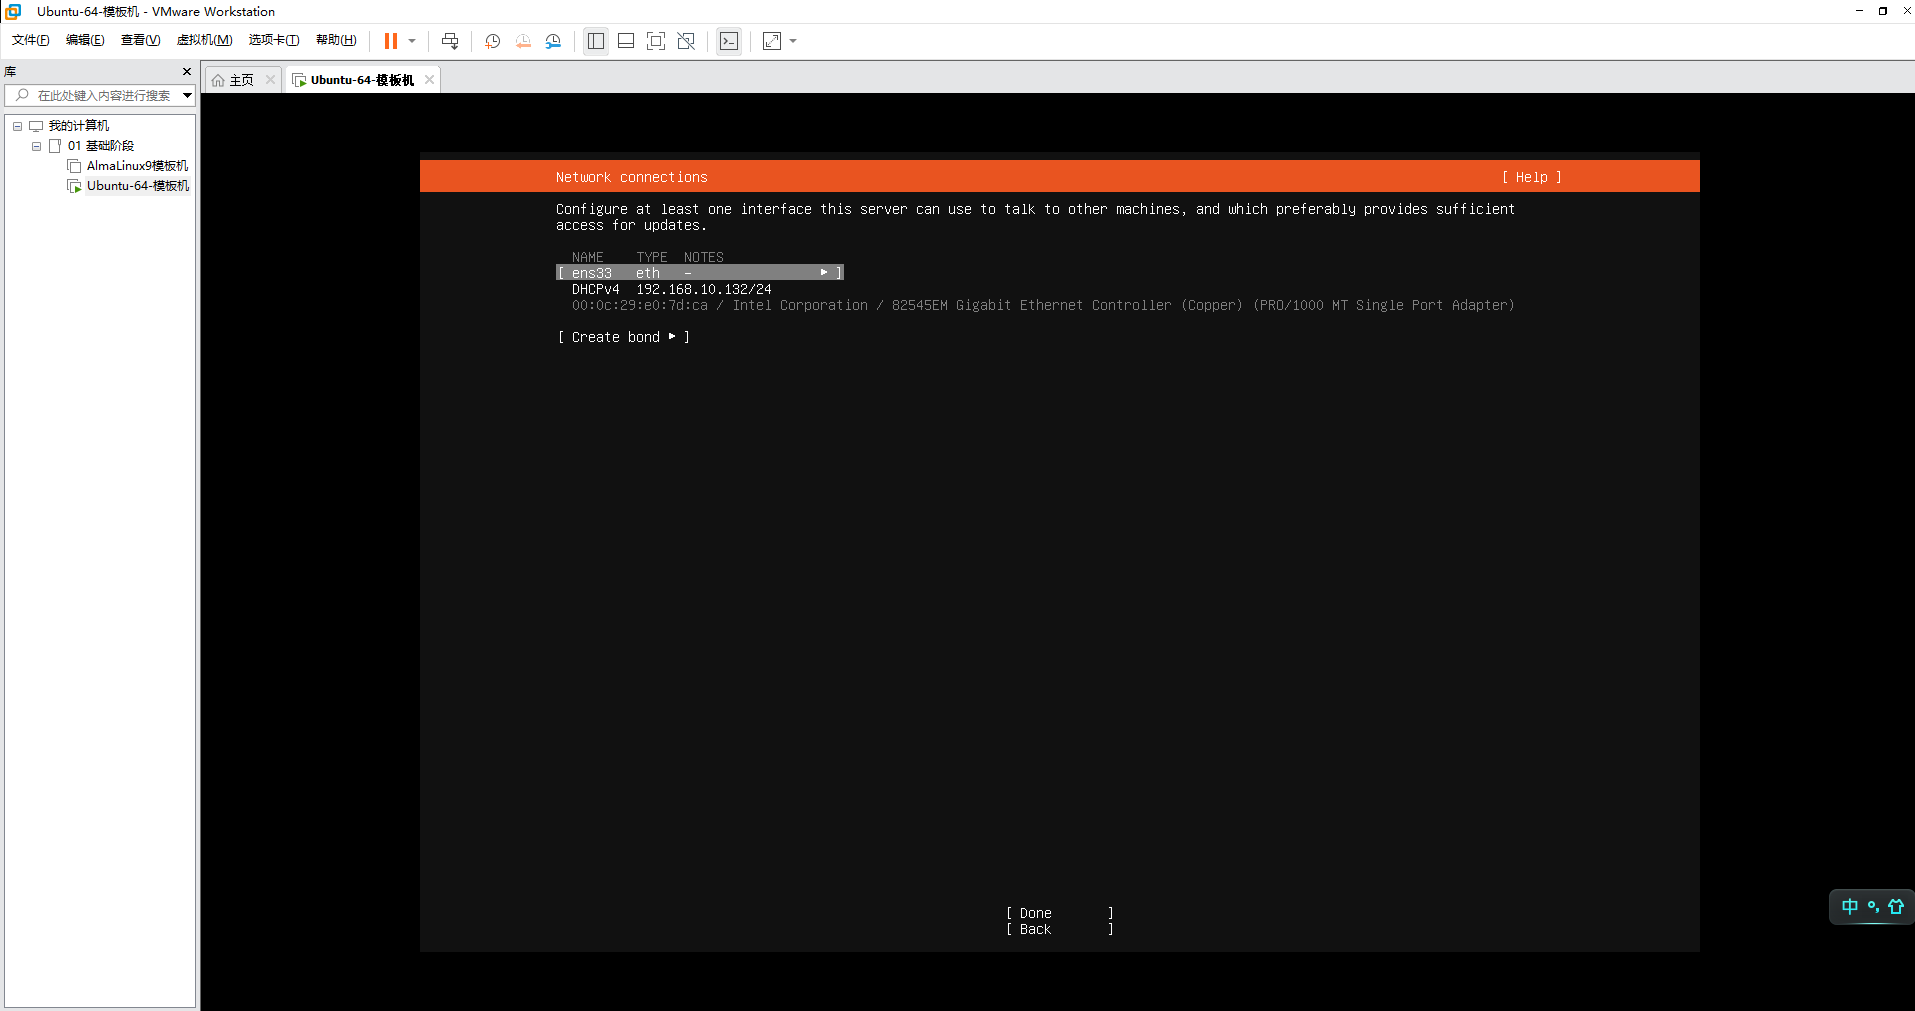 Ubuntu-64-模板机 - VMware Workstation
文件(F) 编辑(E) 查看(V) 虚拟机(M) 选项卡(T) 帮助(H)
库
在此处键入内容进行搜索
我的计算机
01 基础阶段
AlmaLinux9模板机
Ubuntu-64-模板机
主页
Ubuntu-64-模板机
Network connections [ Help ]
Configure at least one interface this server can use to talk to other machines, and which preferably provides sufficient
access for updates.
NAME TYPE NOTES
[ ens33 eth – ▸ ]
DHCPv4 192.168.10.132/24
00:0c:29:e0:7d:ca / Intel Corporation / 82545EM Gigabit Ethernet Controller (Copper) (PRO/1000 MT Single Port Adapter)
[ Create bond ▸ ]
[ Done ]
[ Back ]
中 °,